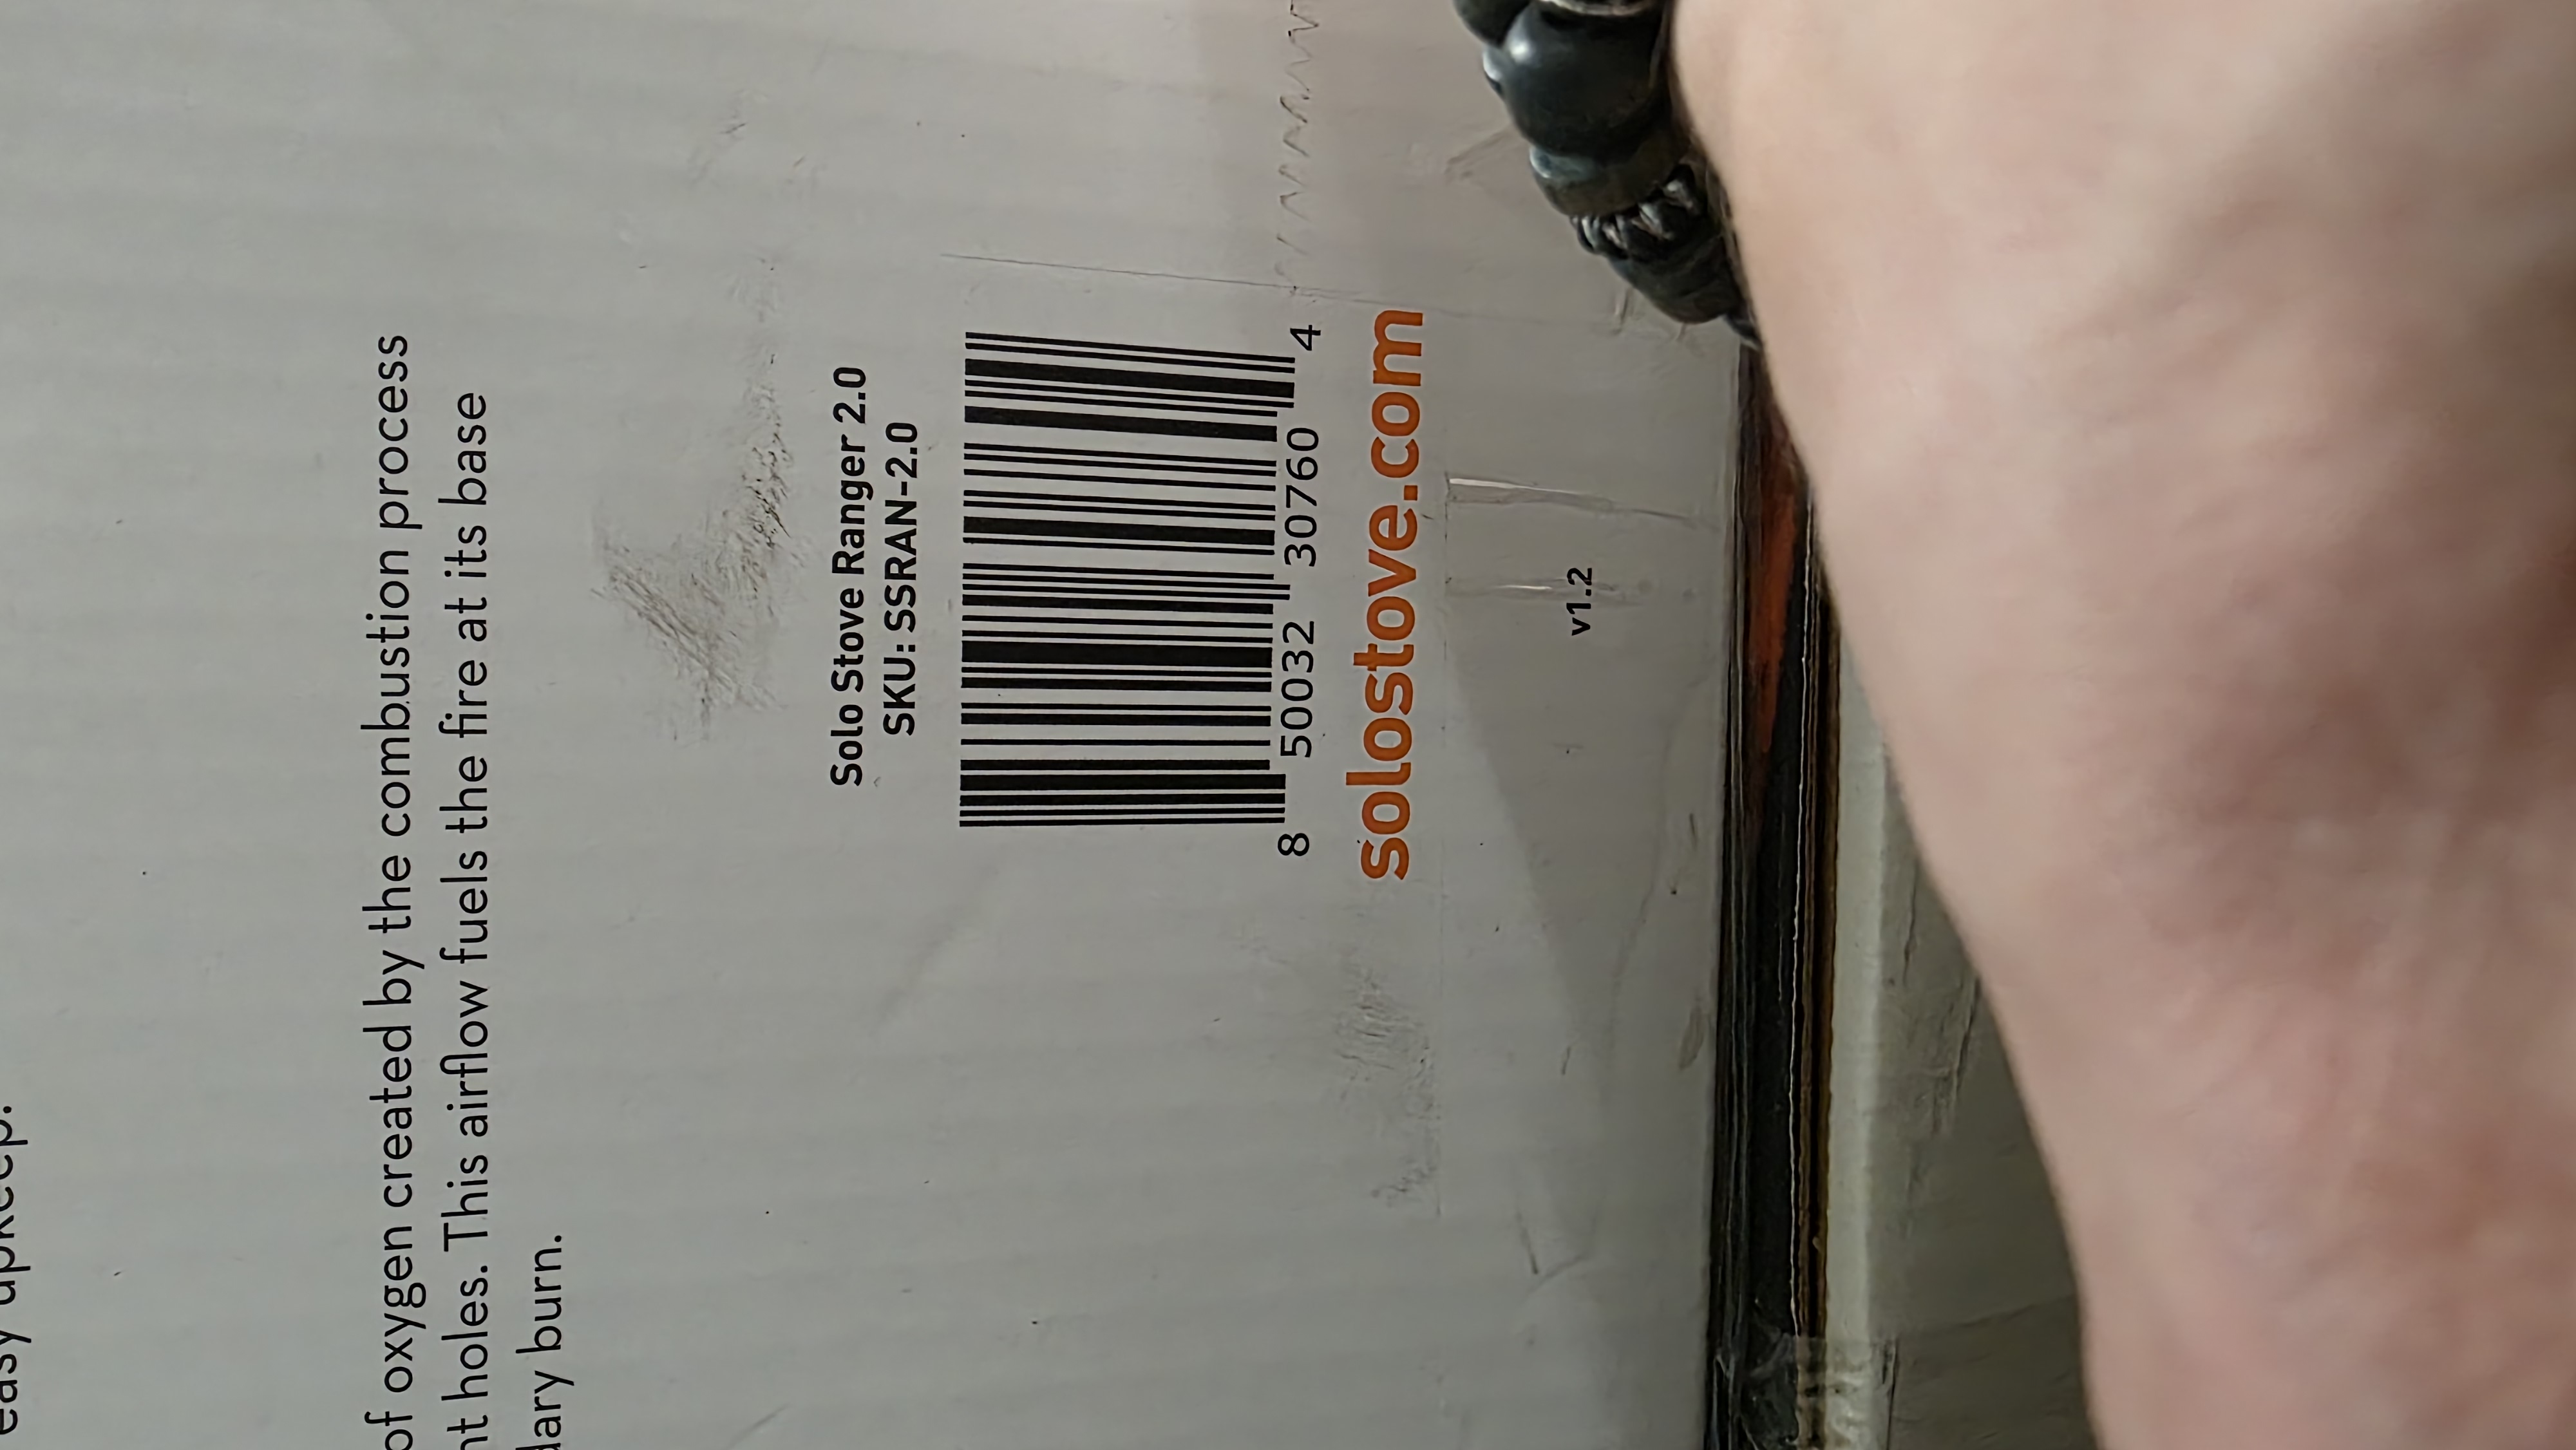 easy upkeep.
of oxygen created by the combustion process
nt holes. This airflow fuels the fire at its base
dary burn.
Solo Stove Ranger 2.0
SKU: SSRAN-2.0
8 50032 30760 4
solostove.com
v1.2